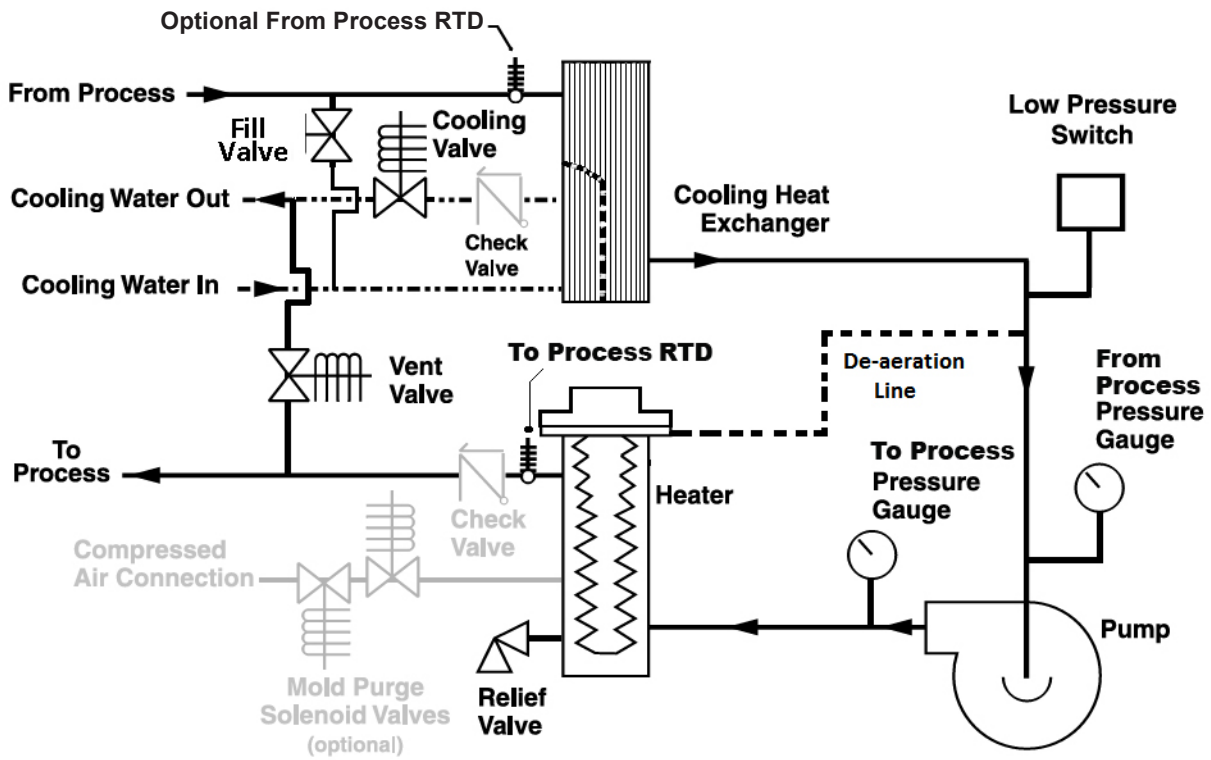 Optional From Process RTD
From Process
Fill
Valve
Cooling
Valve
Low Pressure
Switch
Cooling Water Out
Check
Valve
Cooling Heat
Exchanger
Cooling Water In
Vent
Valve
To Process RTD
De-aeration
Line
From
Process
Pressure
Gauge
To
Process
To Process
Pressure
Gauge
Heater
Check
Valve
Compressed
Air Connection
Pump
Relief
Valve
Mold Purge
Solenoid Valves
(optional)